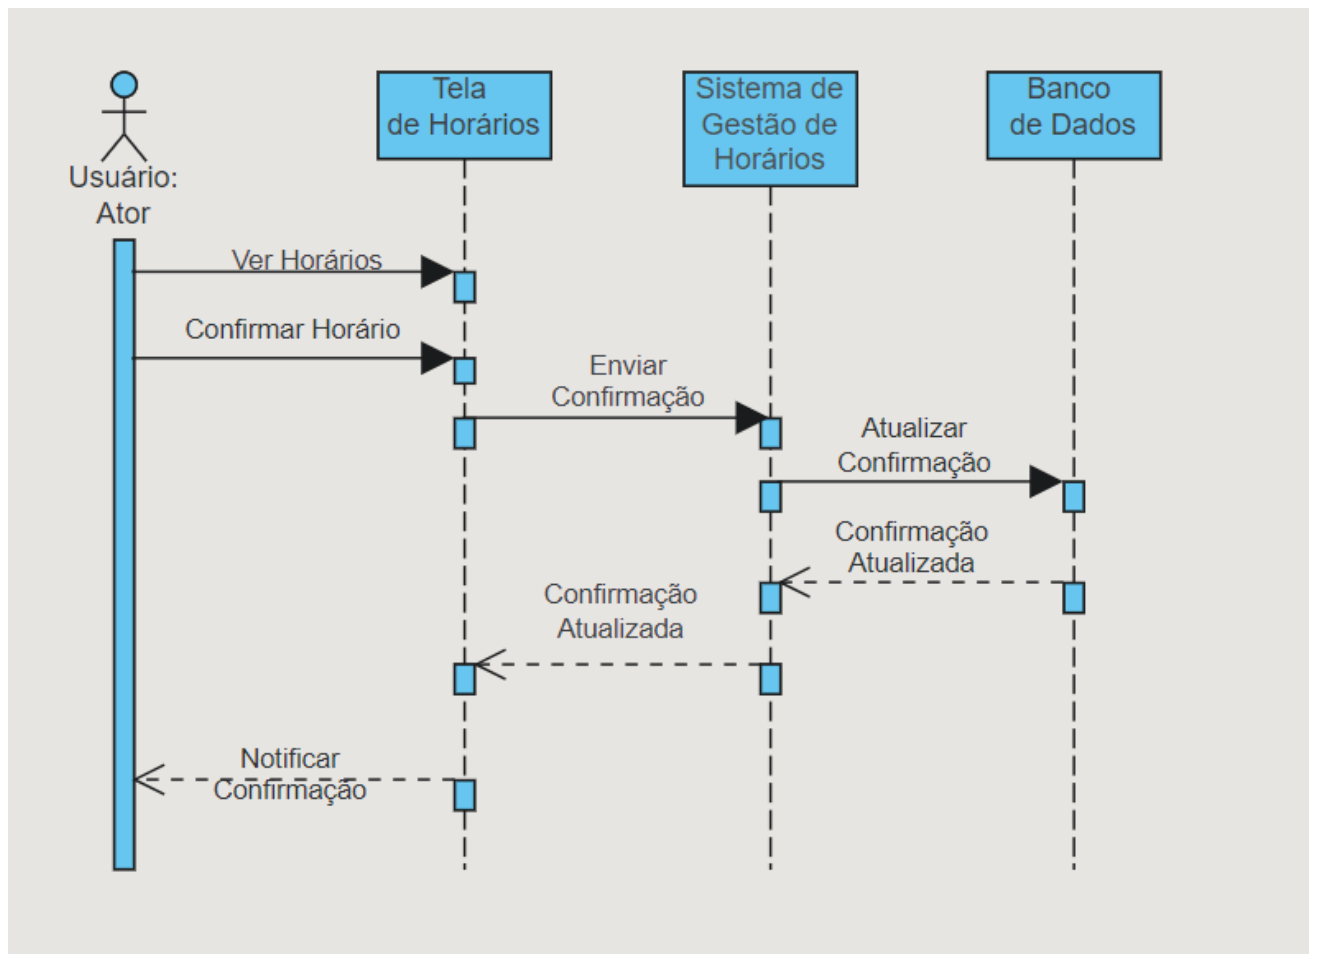 Usuário:
Ator
Tela
de Horários
Sistema de
Gestão de
Horários
Banco
de Dados
Ver Horários
Confirmar Horário
Enviar
Confirmação
Atualizar
Confirmação
Confirmação
Atualizada
Confirmação
Atualizada
Notificar
Confirmação